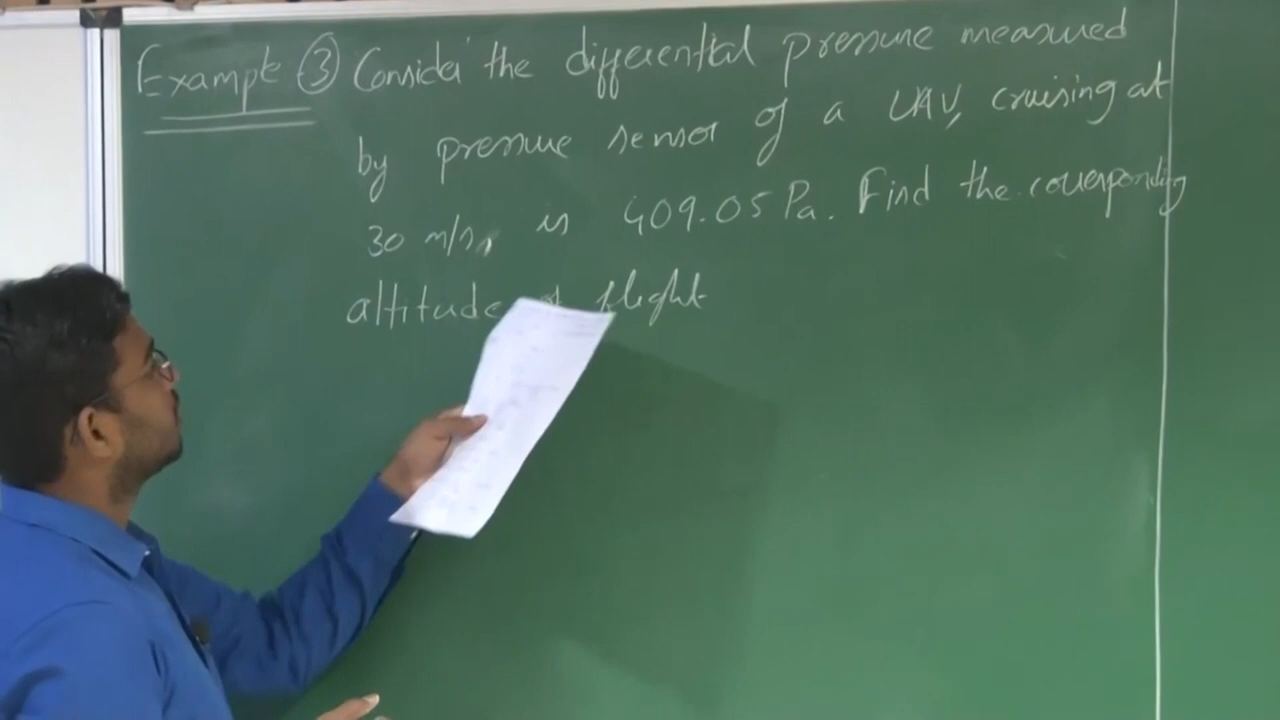 Example ③ Consider the differential pressure measured
by pressure sensor of a UAV, cruising at
30 m/s, is 409.05 Pa. Find the corresponding
altitude flight